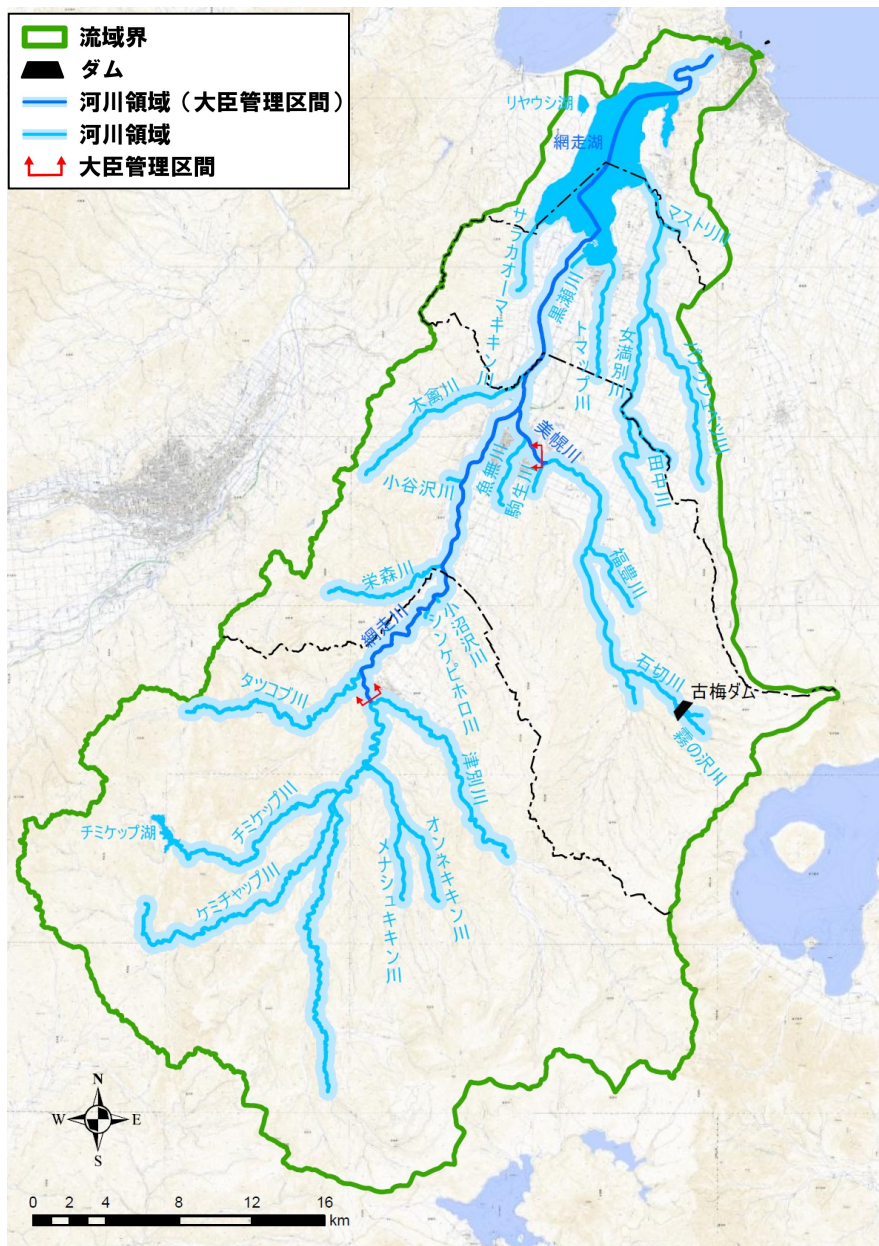 流域界
ダム
河川領域（大臣管理区間）
河川領域
大臣管理区間
リヤウシ湖
網走湖
サラカオーマキキン川
マストリ川
黒瀬川
トマップ川
女満別川
木禽川
美幌川
魚無川
駒生川
小谷沢川
田中川
栄森川
福豊川
網走川
小沼沢川
シンケピホロ川
石切川
古梅ダム
タツコブ川
霧の沢川
津別川
チミケップ川
チミケップ湖
オンネキキン川
メナシュキキン川
ケミチャップ川
N
W
E
S
0 2 4 8 12 16
km